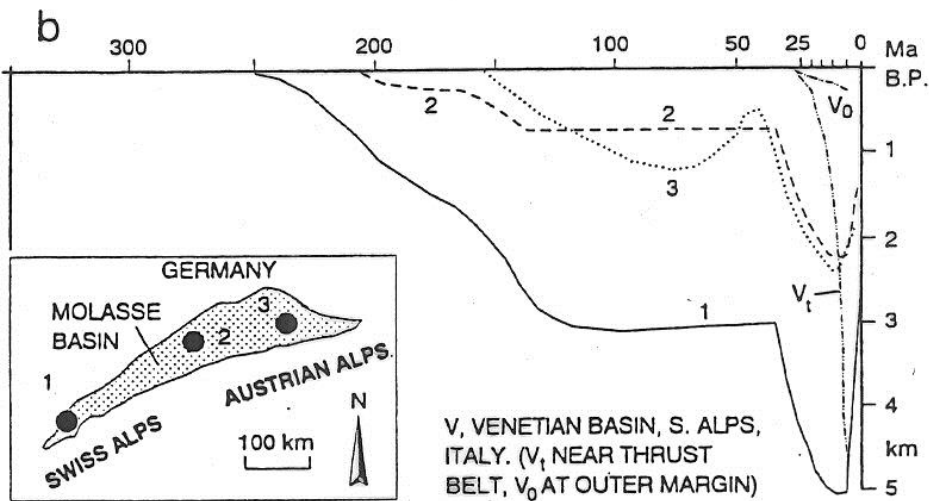 b
300 200 100 50 25 0 Ma
B.P.
V0
2 2
1
3
2
Vt
1
3
4
km
5
GERMANY
MOLASSE
BASIN
3
2
1
AUSTRIAN ALPS
SWISS ALPS
N
100 km
V, VENETIAN BASIN, S. ALPS,
ITALY. (Vt NEAR THRUST
BELT, V0 AT OUTER MARGIN)